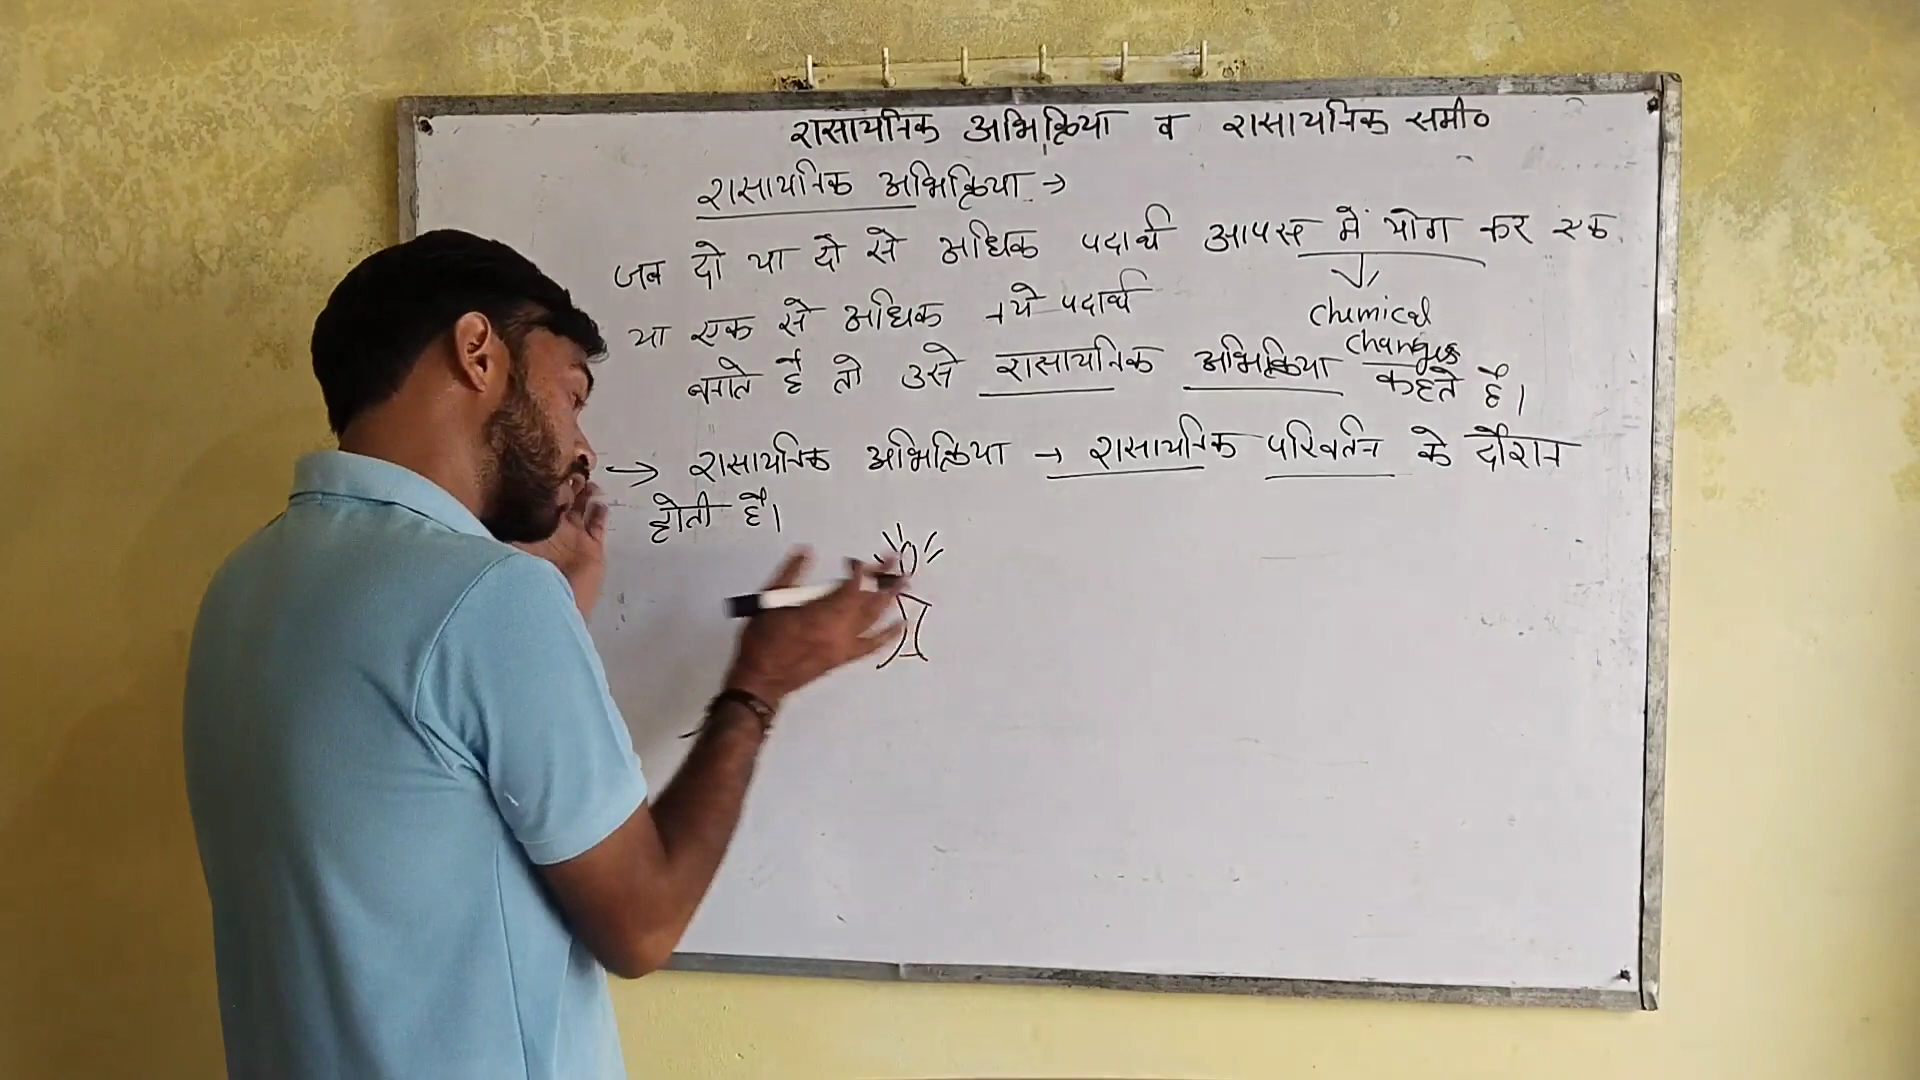 रासायनिक अभिक्रिया व रासायनिक समी०
रासायनिक अभिक्रिया →
जब दो या दो से अधिक पदार्थ आपस में योग कर एक
या एक से अधिक नये पदार्थ
chemical
changes
बनाते है तो उसे रासायनिक अभिक्रिया कहते है।
→ रासायनिक अभिक्रिया → रासायनिक परिवर्तन के दौरान
होती है।